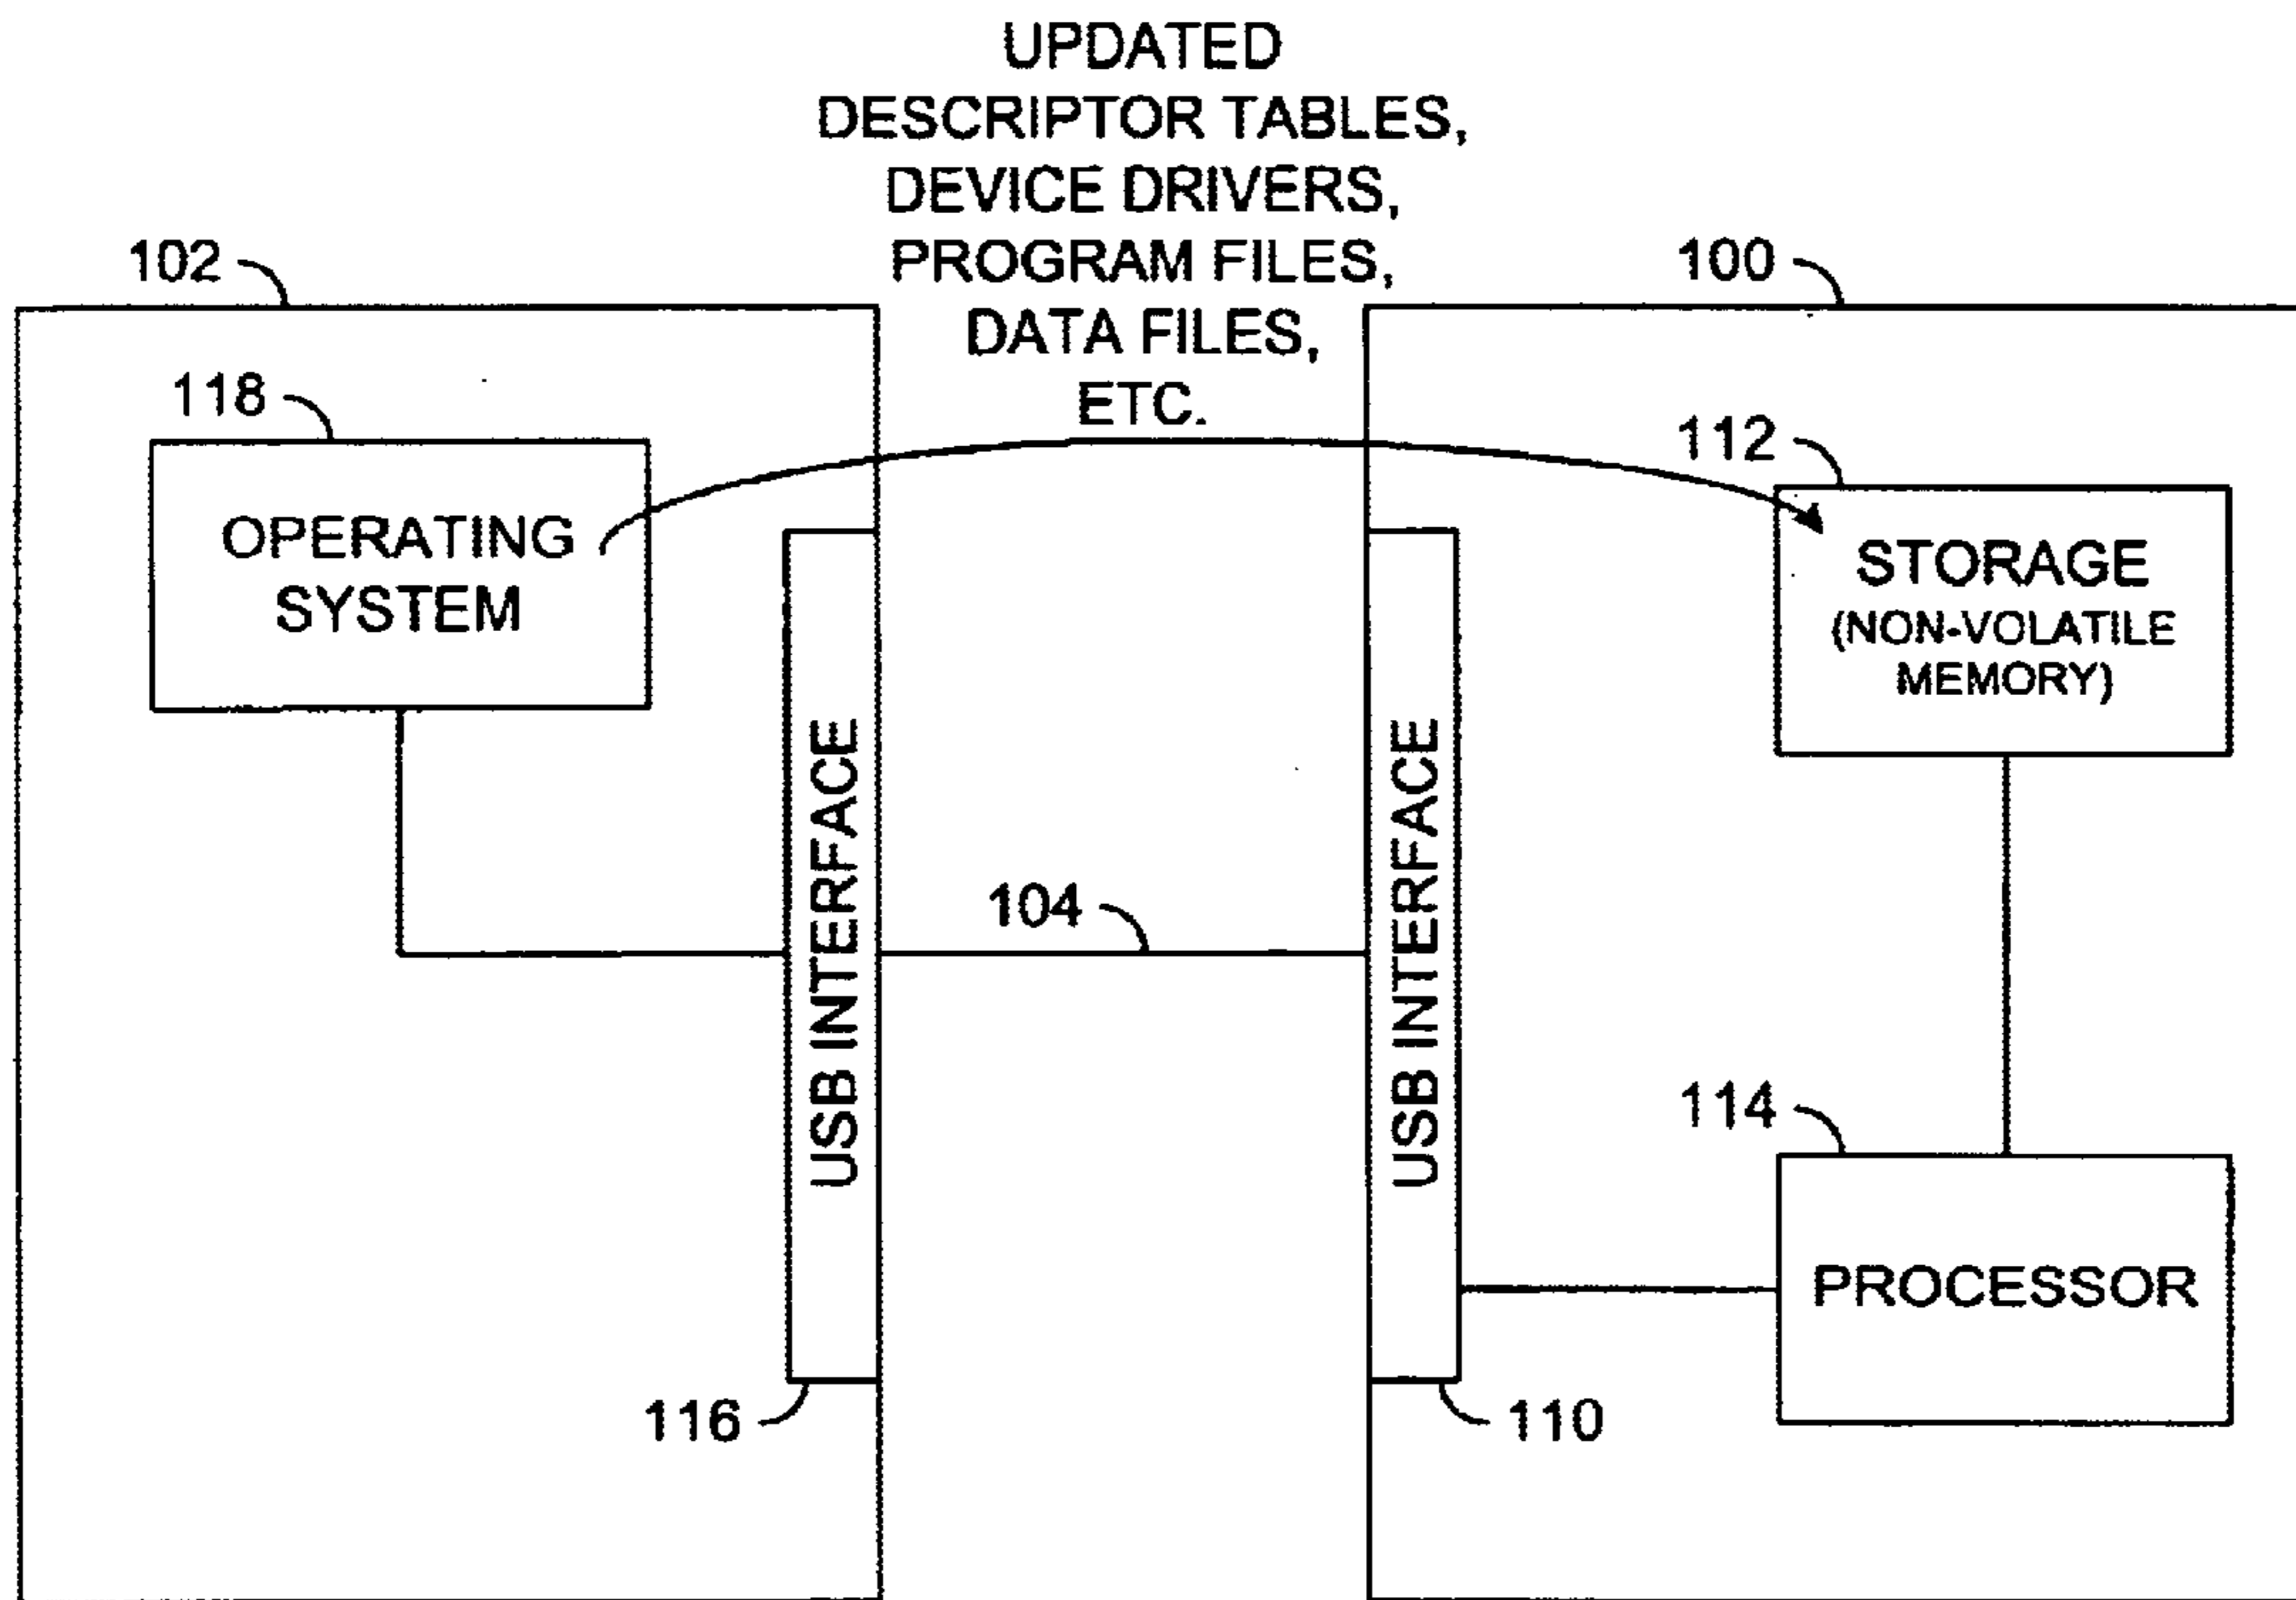 UPDATED
DESCRIPTOR TABLES,
DEVICE DRIVERS,
PROGRAM FILES,
DATA FILES,
ETC.
102
100
118
112
OPERATING
SYSTEM
STORAGE
(NON-VOLATILE
MEMORY)
USB INTERFACE
USB INTERFACE
104
114
PROCESSOR
116
110